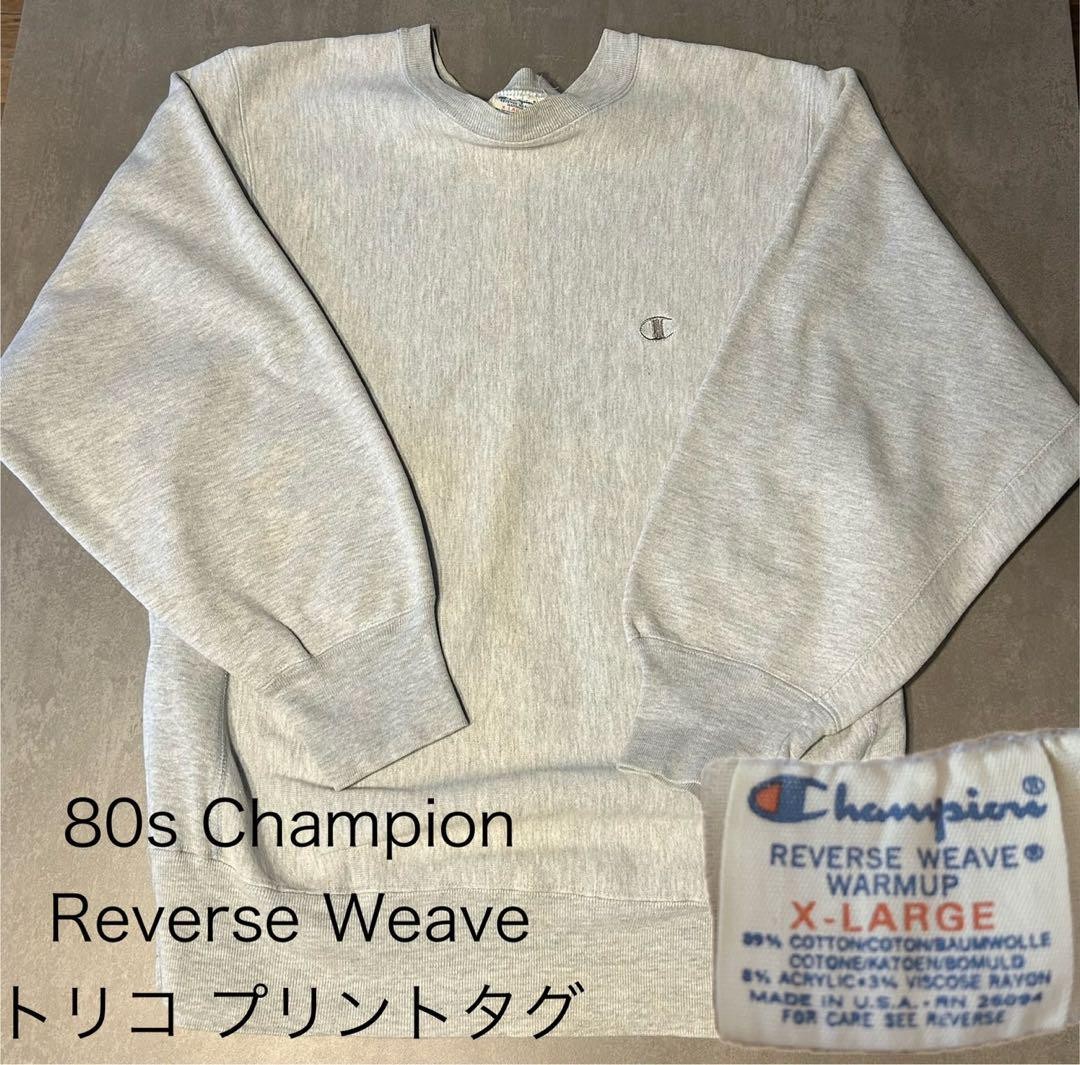 Champion
80s Champion
Reverse Weave
トリコ プリントタグ
Champion®
REVERSE WEAVE®
WARMUP
X-LARGE
89% COTTON/COTON/BAUMWOLLE
COTONE/KATOEN/BOMULD
8% ACRYLIC•3% VISCOSE RAYON
MADE IN U.S.A.-RN 26094
FOR CARE SEE REVERSE